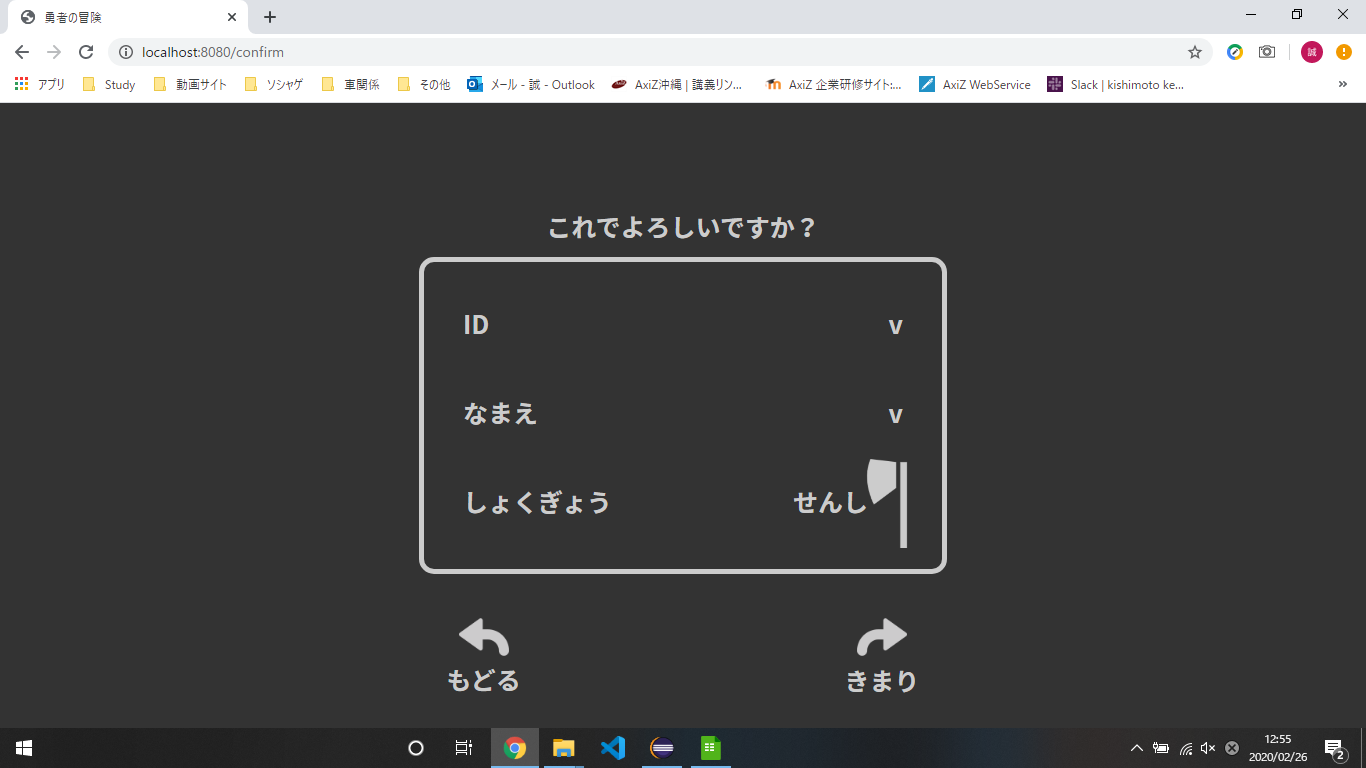 勇者の冒険
localhost:8080/confirm
誠
アプリ Study 動画サイト ソシャゲ 車関係 その他 メール - 誠 - Outlook AxiZ沖縄 | 講義リン... AxiZ 企業研修サイト:... AxiZ WebService Slack | kishimoto ke... »
これでよろしいですか？
ID v
なまえ v
しょくぎょう せんし
もどる きまり
12:55
2020/02/26
2